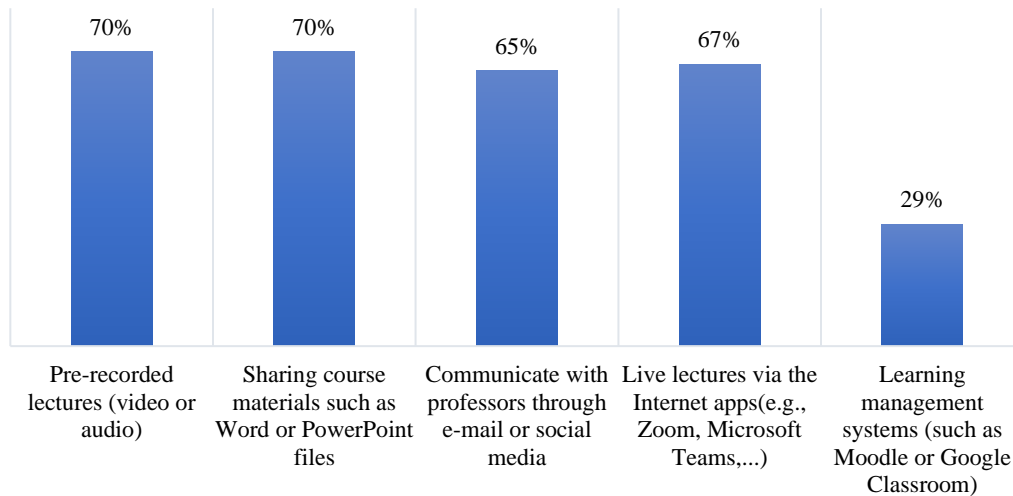 70%
70%
65%
67%
29%
Pre-recorded
lectures (video or
audio)
Sharing course
materials such as
Word or PowerPoint
files
Communicate with
professors through
e-mail or social
media
Live lectures via the
Internet apps(e.g.,
Zoom, Microsoft
Teams,...)
Learning
management
systems (such as
Moodle or Google
Classroom)